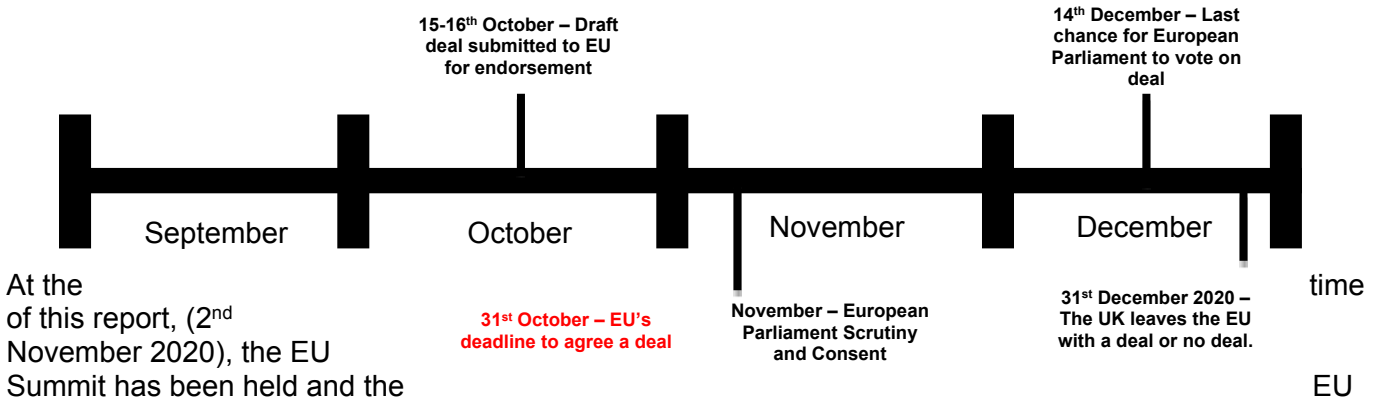 15-16th October – Draft
deal submitted to EU
for endorsement
14th December – Last
chance for European
Parliament to vote on
deal
September
October
November
December
31st October – EU's
deadline to agree a deal
November – European
Parliament Scrutiny
and Consent
31st December 2020 –
The UK leaves the EU
with a deal or no deal.
At the time
of this report, (2nd
November 2020), the EU
Summit has been held and the EU